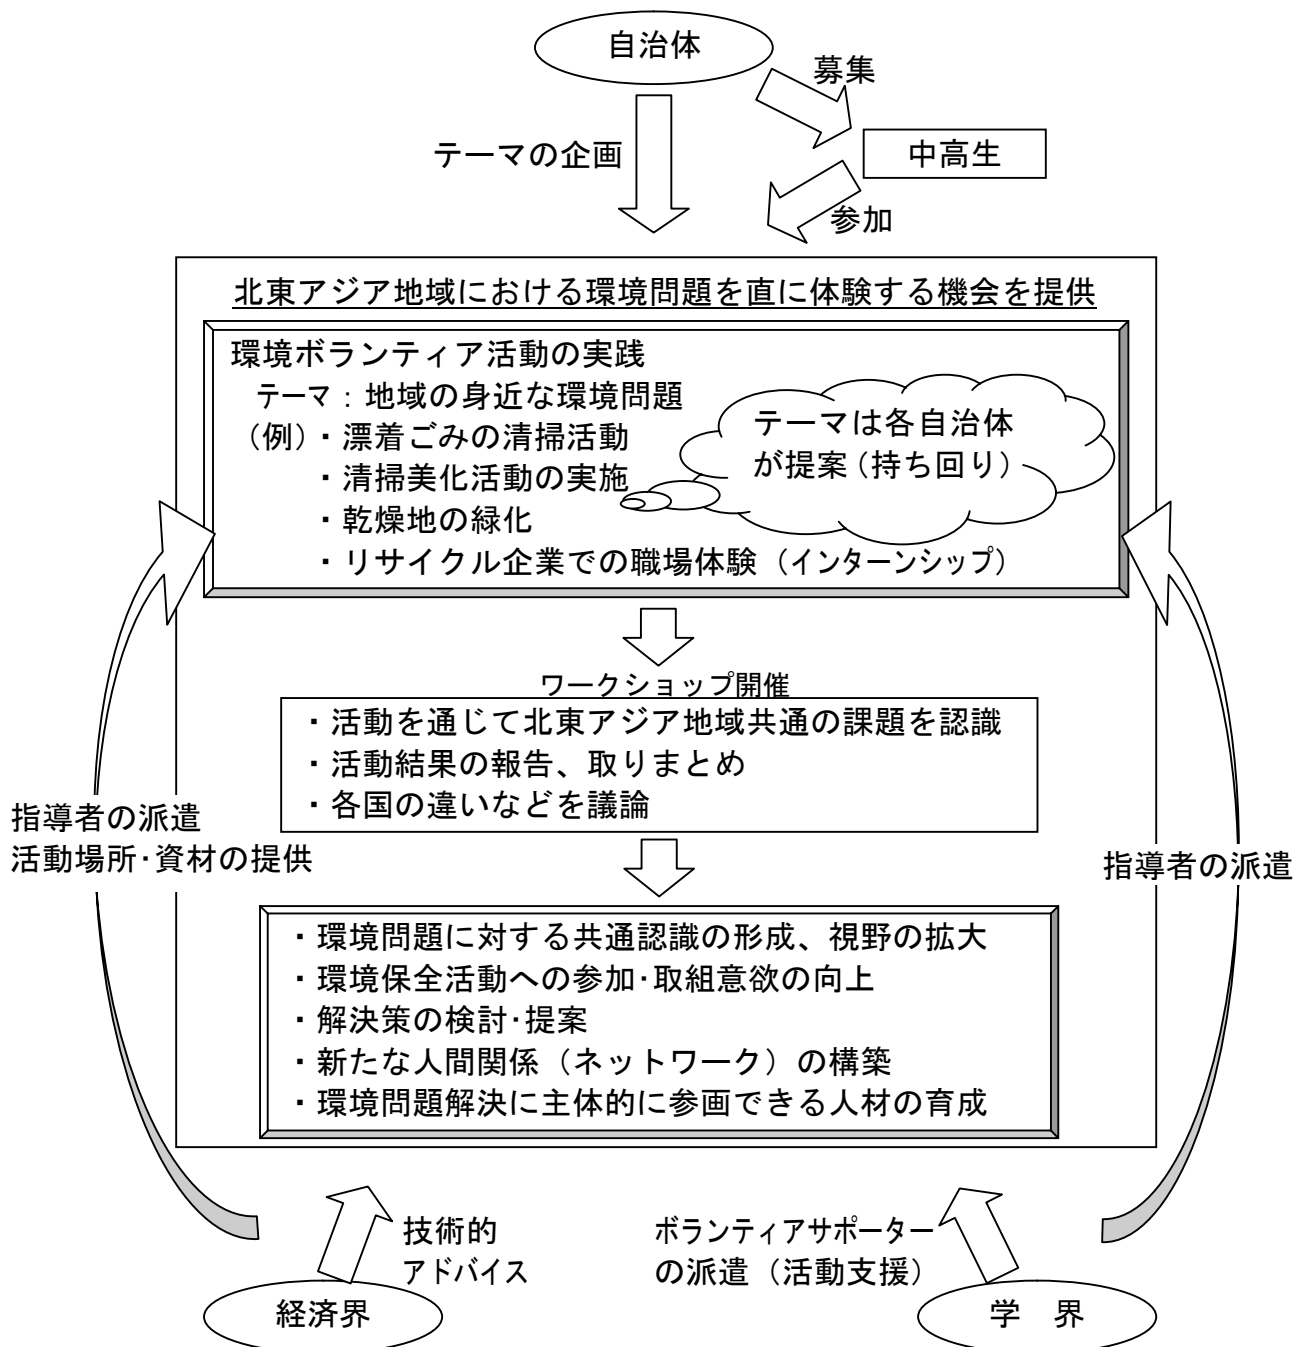 自治体
募集
テーマの企画
中高生
参加
北東アジア地域における環境問題を直に体験する機会を提供
環境ボランティア活動の実践
テーマ：地域の身近な環境問題
（例）・漂着ごみの清掃活動
・清掃美化活動の実施
・乾燥地の緑化
・リサイクル企業での職場体験（インターンシップ）
テーマは各自治体
が提案（持ち回り）
ワークショップ開催
・活動を通じて北東アジア地域共通の課題を認識
・活動結果の報告、取りまとめ
・各国の違いなどを議論
指導者の派遣
活動場所・資材の提供
指導者の派遣
・環境問題に対する共通認識の形成、視野の拡大
・環境保全活動への参加・取組意欲の向上
・解決策の検討・提案
・新たな人間関係（ネットワーク）の構築
・環境問題解決に主体的に参画できる人材の育成
技術的
アドバイス
ボランティアサポーター
の派遣（活動支援）
経済界
学　界